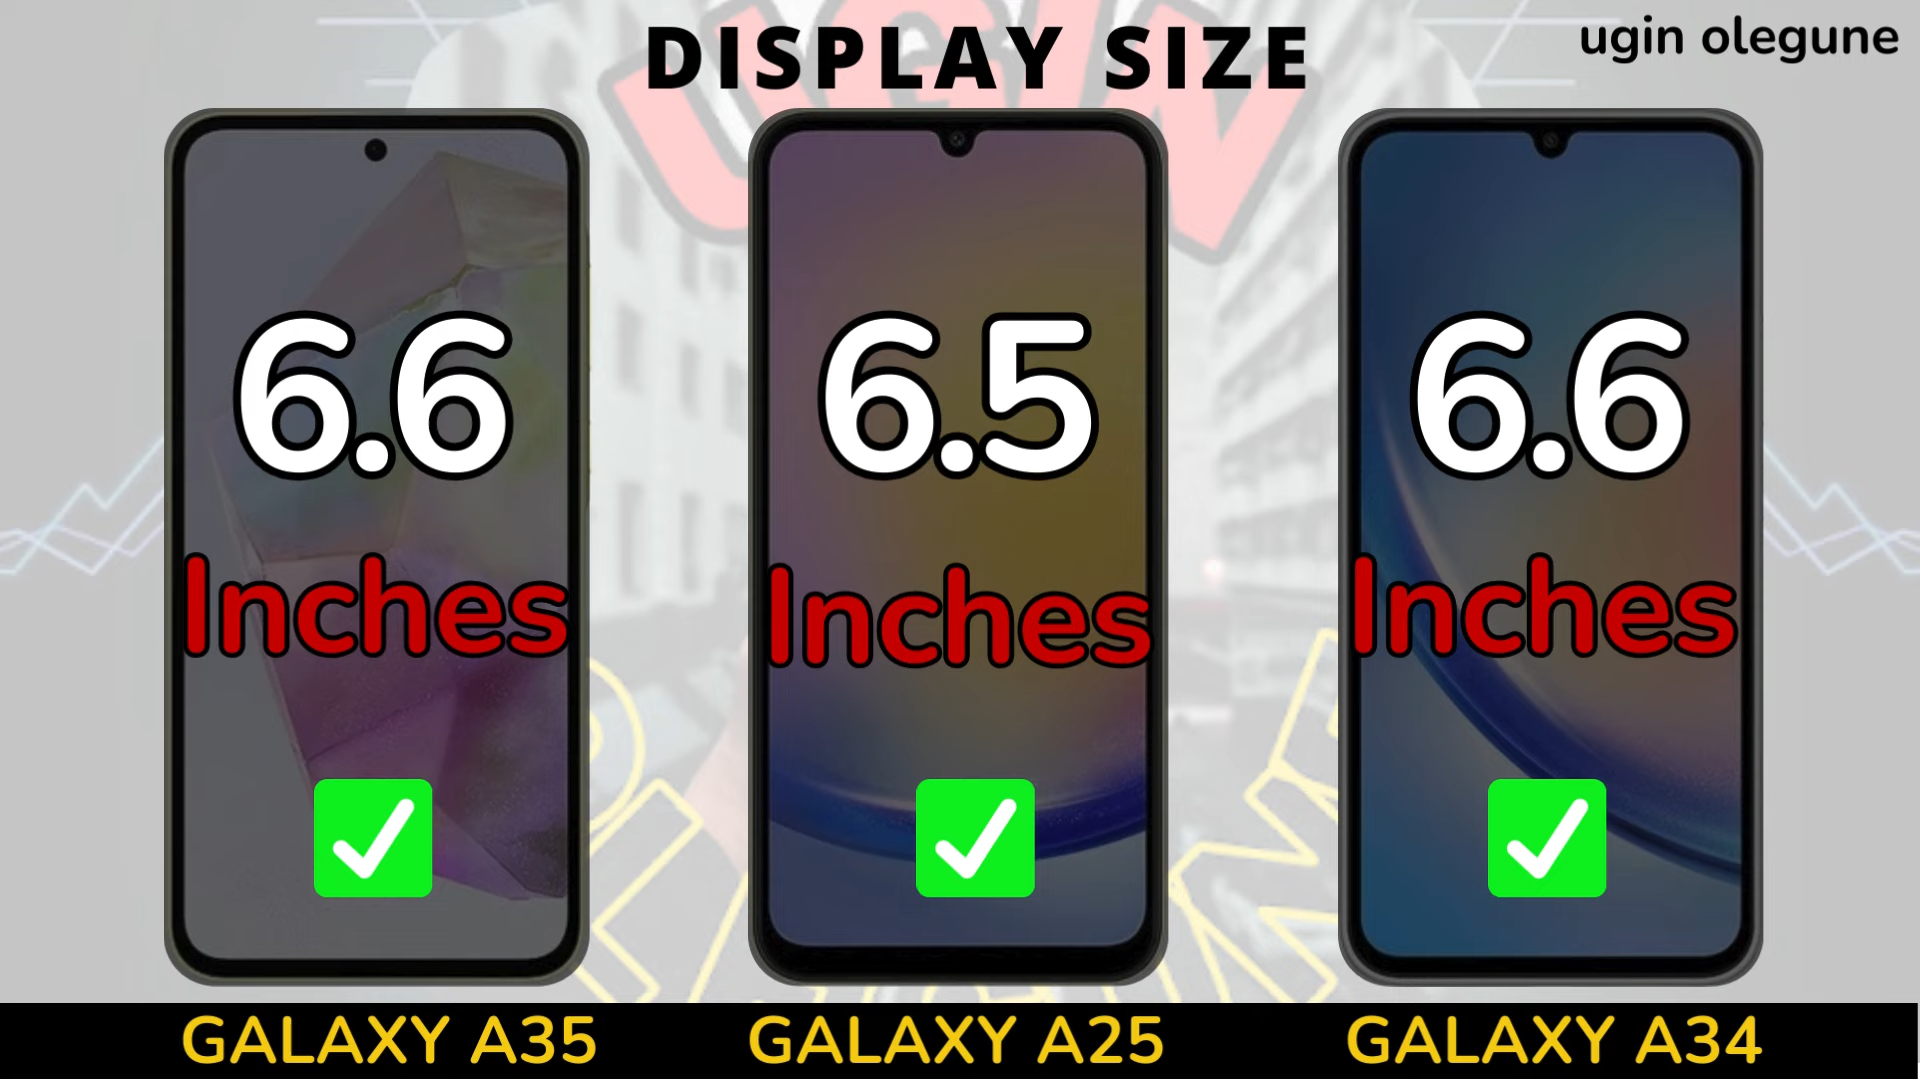 DISPLAY SIZE
ugin olegune
UGIN
6.6
Inches
6.5
Inches
6.6
Inches
GALAXY A35
GALAXY A25
GALAXY A34